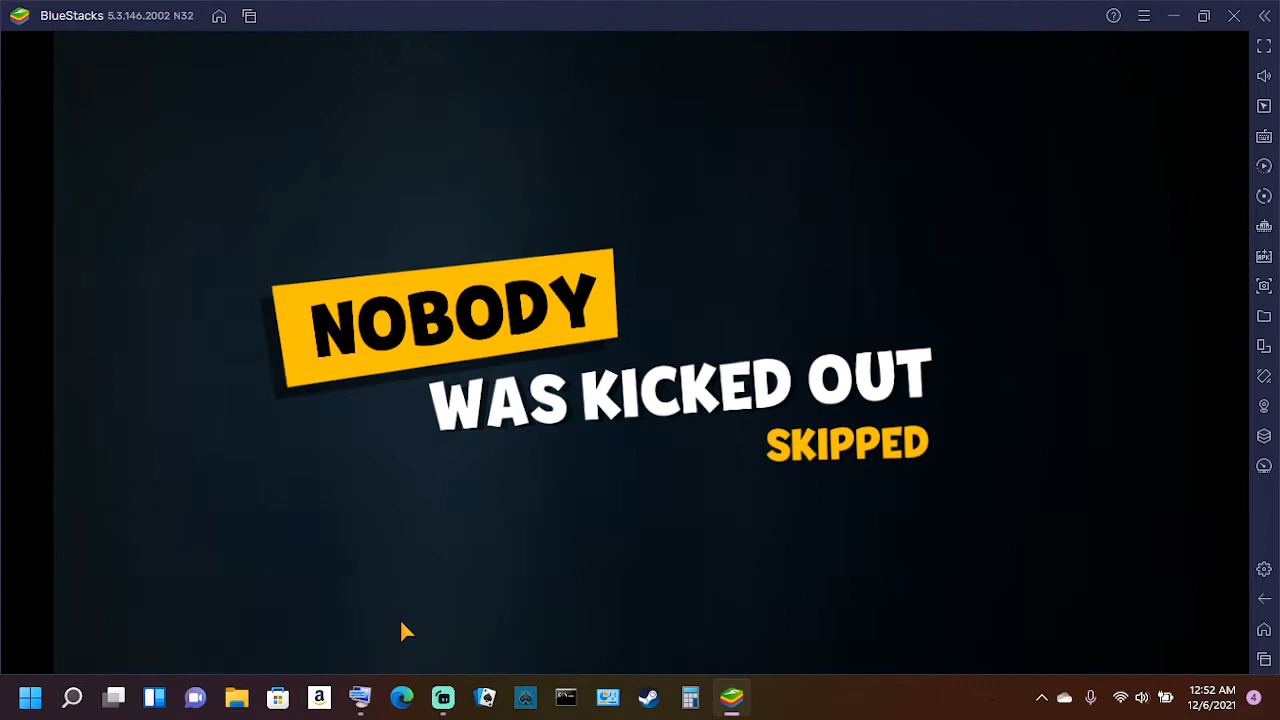 BlueStacks 5.3.146.2002 N32
NOBODY
WAS KICKED OUT
SKIPPED
12:52 AM
12/6/2021
4